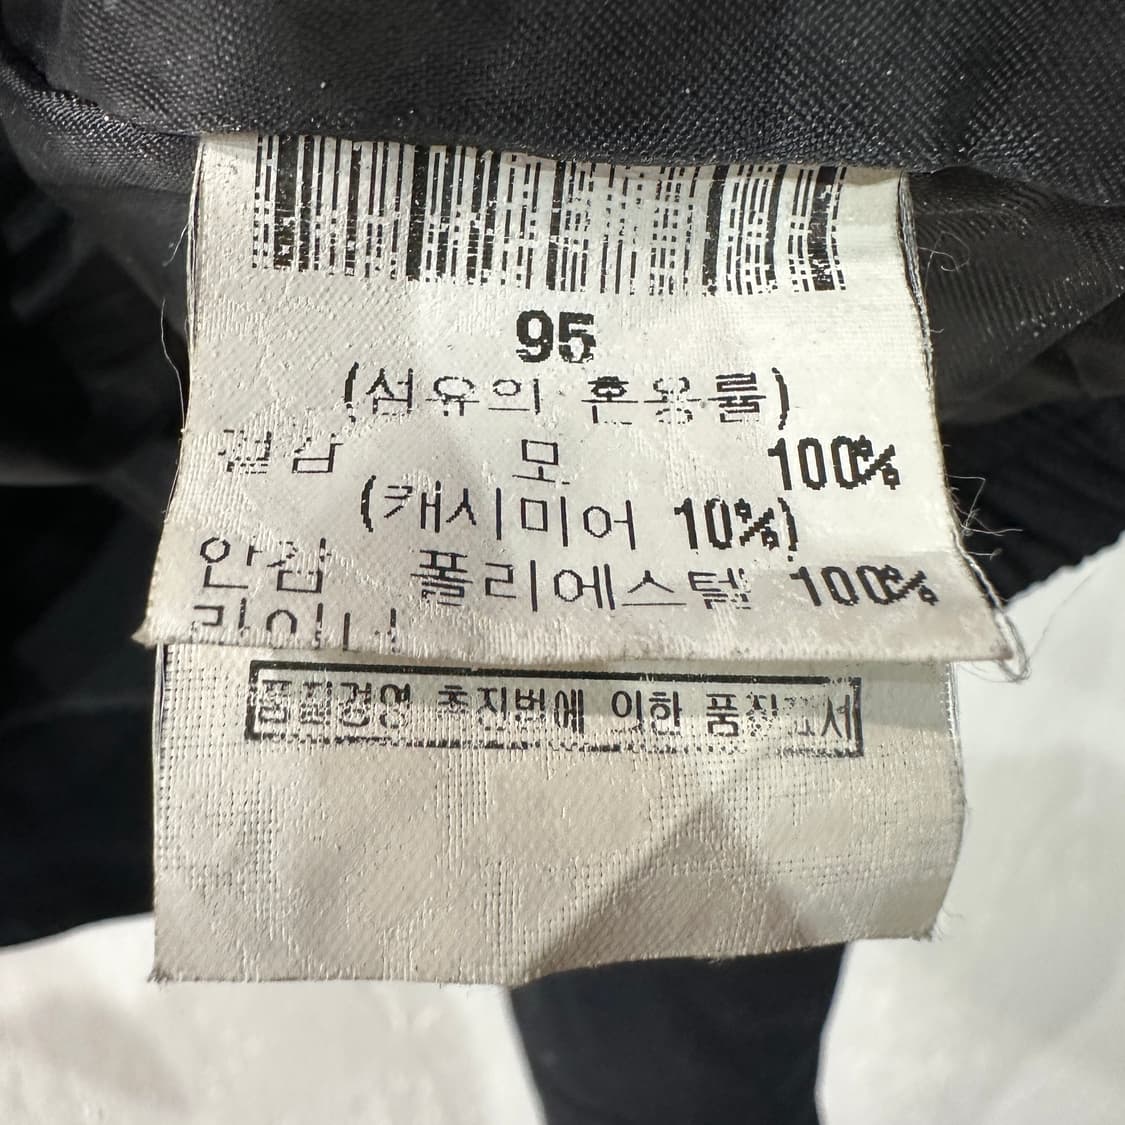 95
(섬유의 혼용률)
겉감 모 100%
(캐시미어 10%)
안감 폴리에스텔 100%
품질경영 촉진법에 의한 품질표시